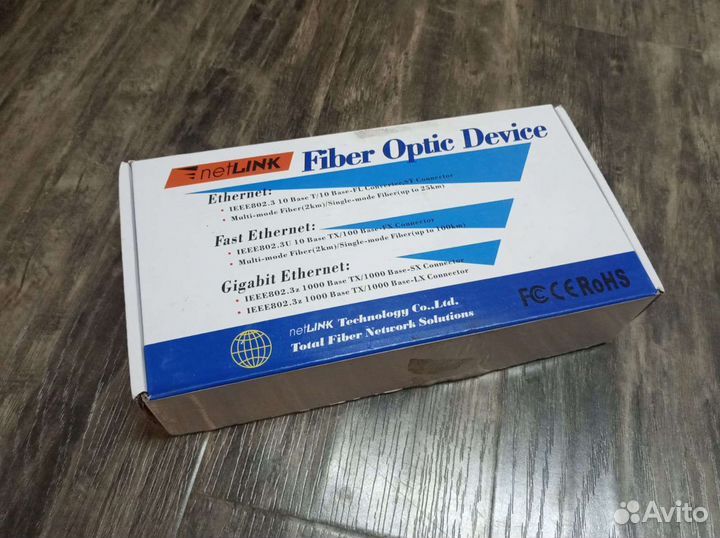 netLINK Fiber Optic Device
Ethernet:
• IEEE802.3 10 Base T/10 Base-FL Converter-ST Connector
• Multi-mode Fiber(2km)/Single-mode Fiber(up to 25km)
Fast Ethernet:
• IEEE802.3U 10 Base TX/100 Base-FX Connector
• Multi-mode Fiber(2km)/Single-mode Fiber(up to 100km)
Gigabit Ethernet:
• IEEE802.3z 1000 Base TX/1000 Base-SX Connector
• IEEE802.3z 1000 Base TX/1000 Base-LX Connector
netLINK Technology Co.,Ltd.
Total Fiber Network Solutions
FC CE RoHS
Avito